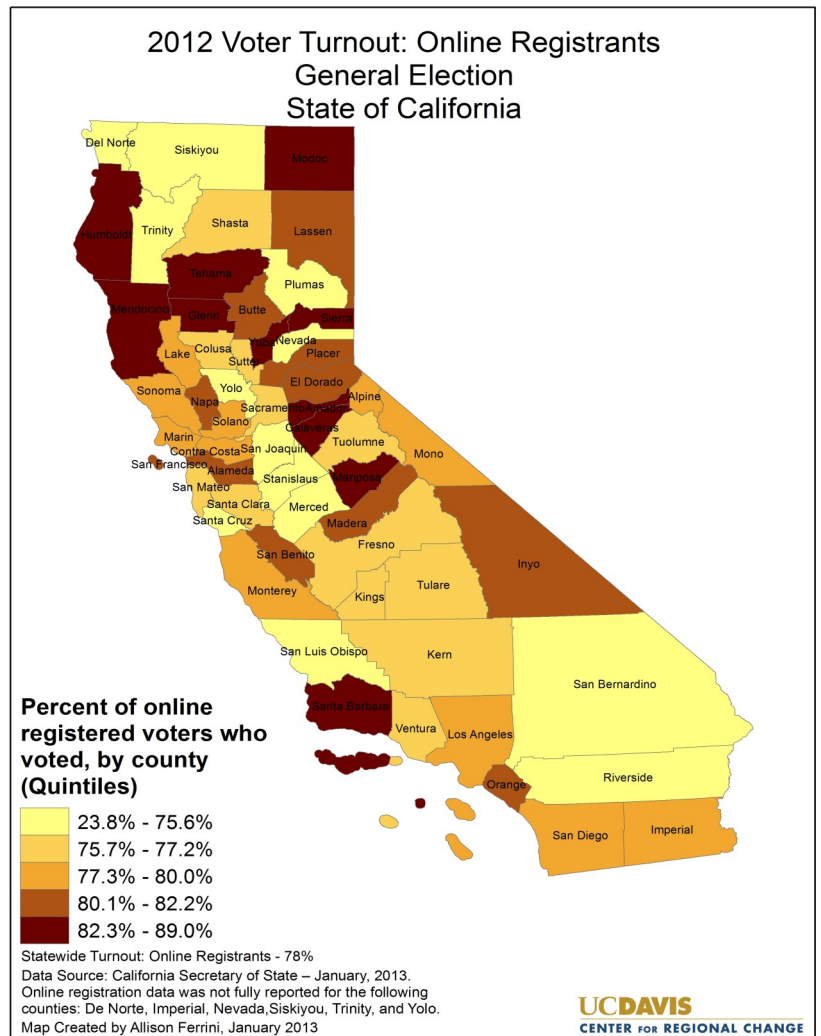 2012 Voter Turnout: Online Registrants
General Election
State of California
Del Norte
Siskiyou
Modoc
Humboldt
Trinity
Shasta
Lassen
Tehama
Plumas
Mendocino
Glenn
Butte
Sierra
Yuba
Nevada
Lake
Colusa
Sutter
Placer
Yolo
El Dorado
Sonoma
Napa
Sacramento
Amador
Alpine
Solano
Calaveras
Marin
Tuolumne
Contra Costa
San Joaquin
Mono
San Francisco
Alameda
Stanislaus
Mariposa
San Mateo
Santa Clara
Merced
Santa Cruz
Madera
Fresno
San Benito
Inyo
Monterey
Kings
Tulare
San Luis Obispo
Kern
San Bernardino
Santa Barbara
Ventura
Los Angeles
Orange
Riverside
San Diego
Imperial
Percent of online
registered voters who
voted, by county
(Quintiles)
23.8% - 75.6%
75.7% - 77.2%
77.3% - 80.0%
80.1% - 82.2%
82.3% - 89.0%
Statewide Turnout: Online Registrants - 78%
Data Source: California Secretary of State – January, 2013.
Online registration data was not fully reported for the following
counties: De Norte, Imperial, Nevada,Siskiyou, Trinity, and Yolo.
Map Created by Allison Ferrini, January 2013
UCDAVIS
CENTER FOR REGIONAL CHANGE